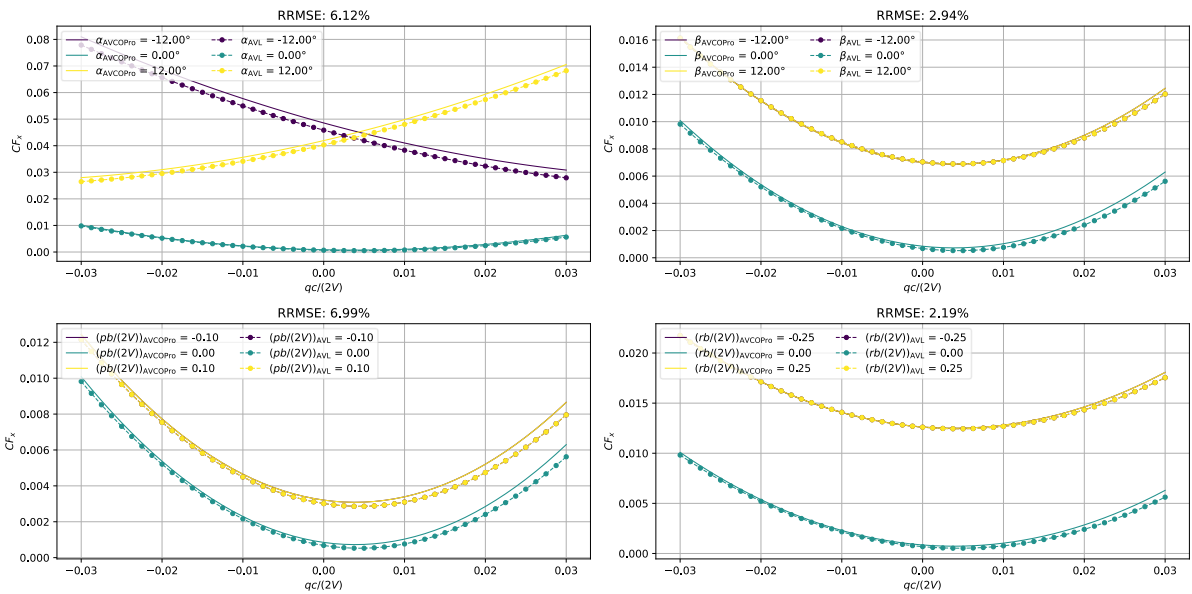 RRMSE: 6.12%
α_AVCOPro = -12.00° α_AVL = -12.00°
α_AVCOPro = 0.00° α_AVL = 0.00°
α_AVCOPro = 12.00° α_AVL = 12.00°
0.08
0.07
0.06
0.05
0.04
0.03
0.02
0.01
0.00
CF_x
−0.03 −0.02 −0.01 0.00 0.01 0.02 0.03
qc/(2V)
RRMSE: 2.94%
β_AVCOPro = -12.00° β_AVL = -12.00°
β_AVCOPro = 0.00° β_AVL = 0.00°
β_AVCOPro = 12.00° β_AVL = 12.00°
0.016
0.014
0.012
0.010
0.008
0.006
0.004
0.002
0.000
CF_x
−0.03 −0.02 −0.01 0.00 0.01 0.02 0.03
qc/(2V)
RRMSE: 6.99%
(pb/(2V))_AVCOPro = -0.10 (pb/(2V))_AVL = -0.10
(pb/(2V))_AVCOPro = 0.00 (pb/(2V))_AVL = 0.00
(pb/(2V))_AVCOPro = 0.10 (pb/(2V))_AVL = 0.10
0.012
0.010
0.008
0.006
0.004
0.002
0.000
CF_x
−0.03 −0.02 −0.01 0.00 0.01 0.02 0.03
qc/(2V)
RRMSE: 2.19%
(rb/(2V))_AVCOPro = -0.25 (rb/(2V))_AVL = -0.25
(rb/(2V))_AVCOPro = 0.00 (rb/(2V))_AVL = 0.00
(rb/(2V))_AVCOPro = 0.25 (rb/(2V))_AVL = 0.25
0.020
0.015
0.010
0.005
0.000
CF_x
−0.03 −0.02 −0.01 0.00 0.01 0.02 0.03
qc/(2V)